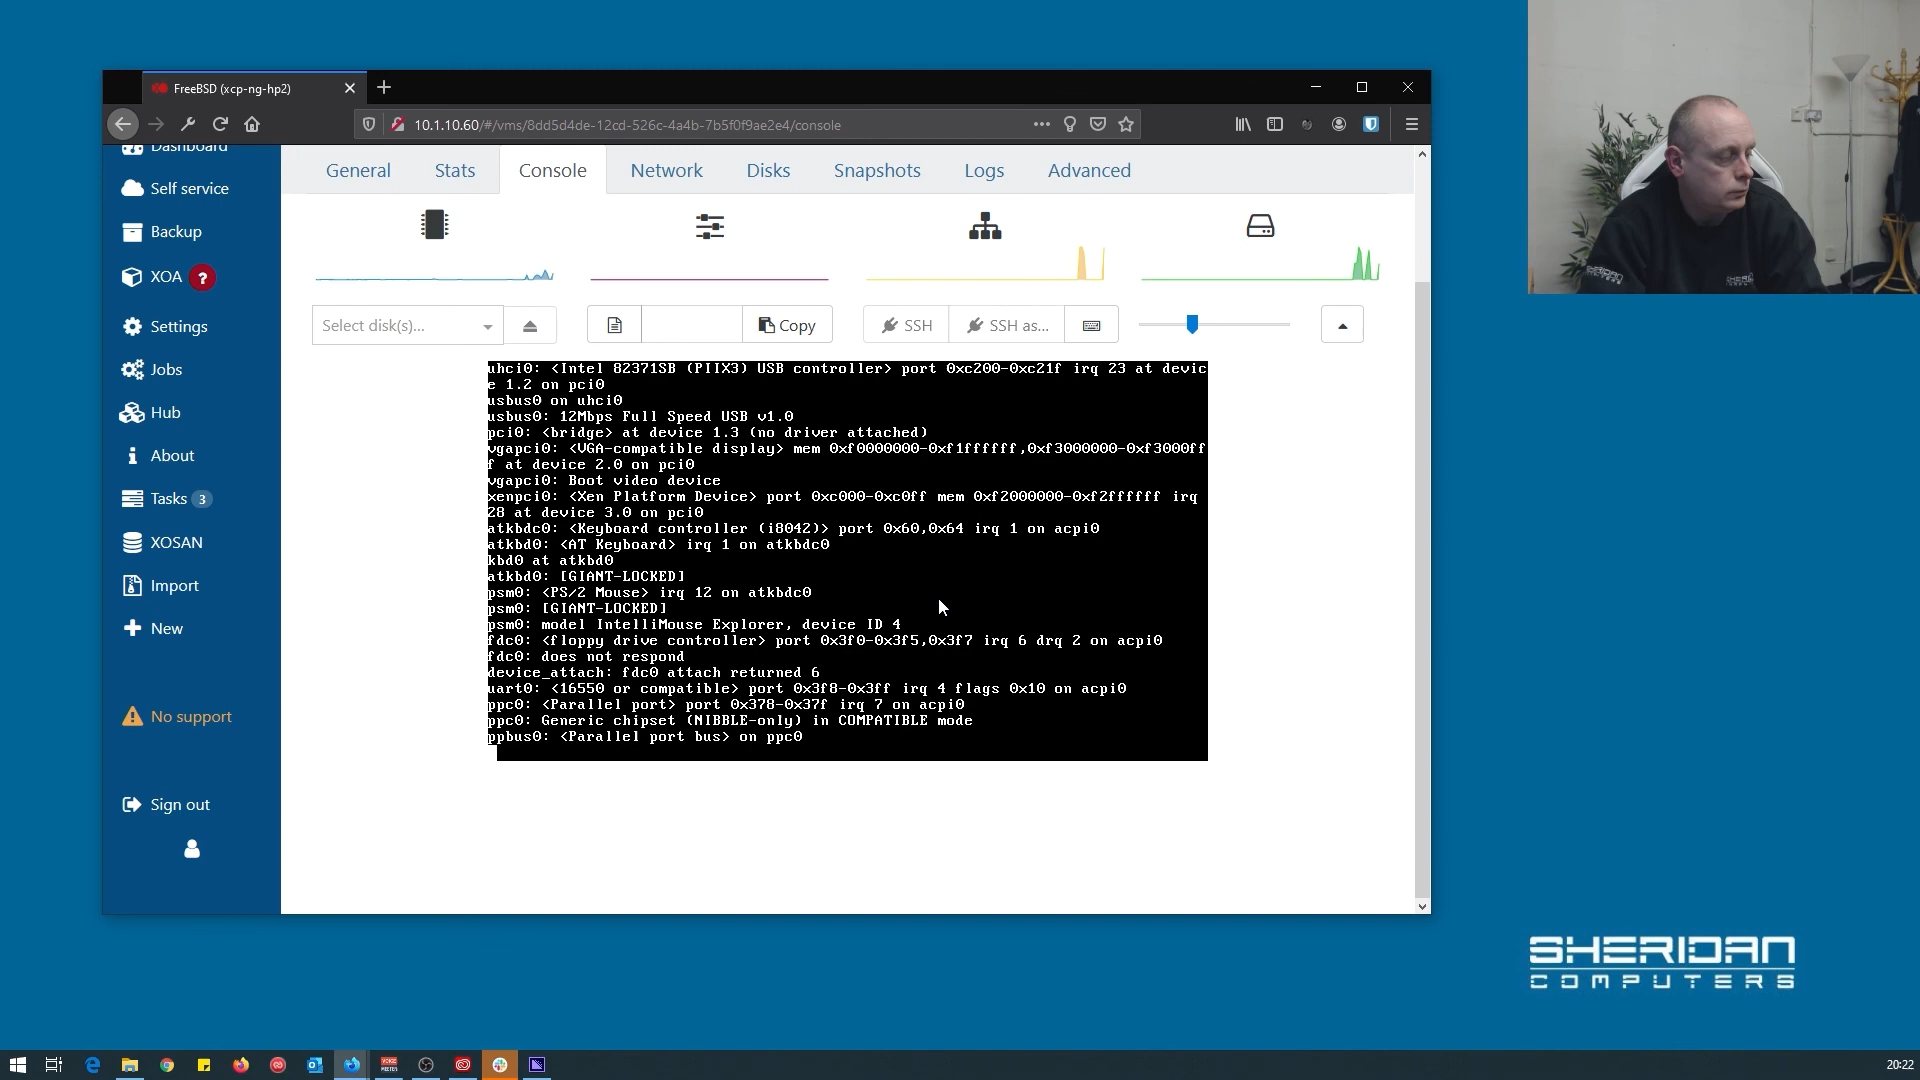 FreeBSD (xcp-ng-hp2)
10.1.10.60/#/vms/8dd5d4de-12cd-526c-4a4b-7b5f0f9ae2e4/console
Dashboard
Self service
Backup
XOA ?
Settings
Jobs
Hub
About
Tasks 3
XOSAN
Import
New
No support
Sign out
General Stats Console Network Disks Snapshots Logs Advanced
Select disk(s)... Copy SSH SSH as...
uhci0: <Intel 82371SB (PIIX3) USB controller> port 0xc200-0xc21f irq 23 at devic
e 1.2 on pci0
usbus0 on uhci0
usbus0: 12Mbps Full Speed USB v1.0
pci0: <bridge> at device 1.3 (no driver attached)
vgapci0: <VGA-compatible display> mem 0xf0000000-0xf1ffffff,0xf3000000-0xf3000ff
f at device 2.0 on pci0
vgapci0: Boot video device
xenpci0: <Xen Platform Device> port 0xc000-0xc0ff mem 0xf2000000-0xf2ffffff irq
28 at device 3.0 on pci0
atkbdc0: <Keyboard controller (i8042)> port 0x60,0x64 irq 1 on acpi0
atkbd0: <AT Keyboard> irq 1 on atkbdc0
kbd0 at atkbd0
atkbd0: [GIANT-LOCKED]
psm0: <PS/2 Mouse> irq 12 on atkbdc0
psm0: [GIANT-LOCKED]
psm0: model IntelliMouse Explorer, device ID 4
fdc0: <floppy drive controller> port 0x3f0-0x3f5,0x3f7 irq 6 drq 2 on acpi0
fdc0: does not respond
device_attach: fdc0 attach returned 6
uart0: <16550 or compatible> port 0x3f8-0x3ff irq 4 flags 0x10 on acpi0
ppc0: <Parallel port> port 0x378-0x37f irq 7 on acpi0
ppc0: Generic chipset (NIBBLE-only) in COMPATIBLE mode
ppbus0: <Parallel port bus> on ppc0
SHERIDAN
COMPUTERS
20:22